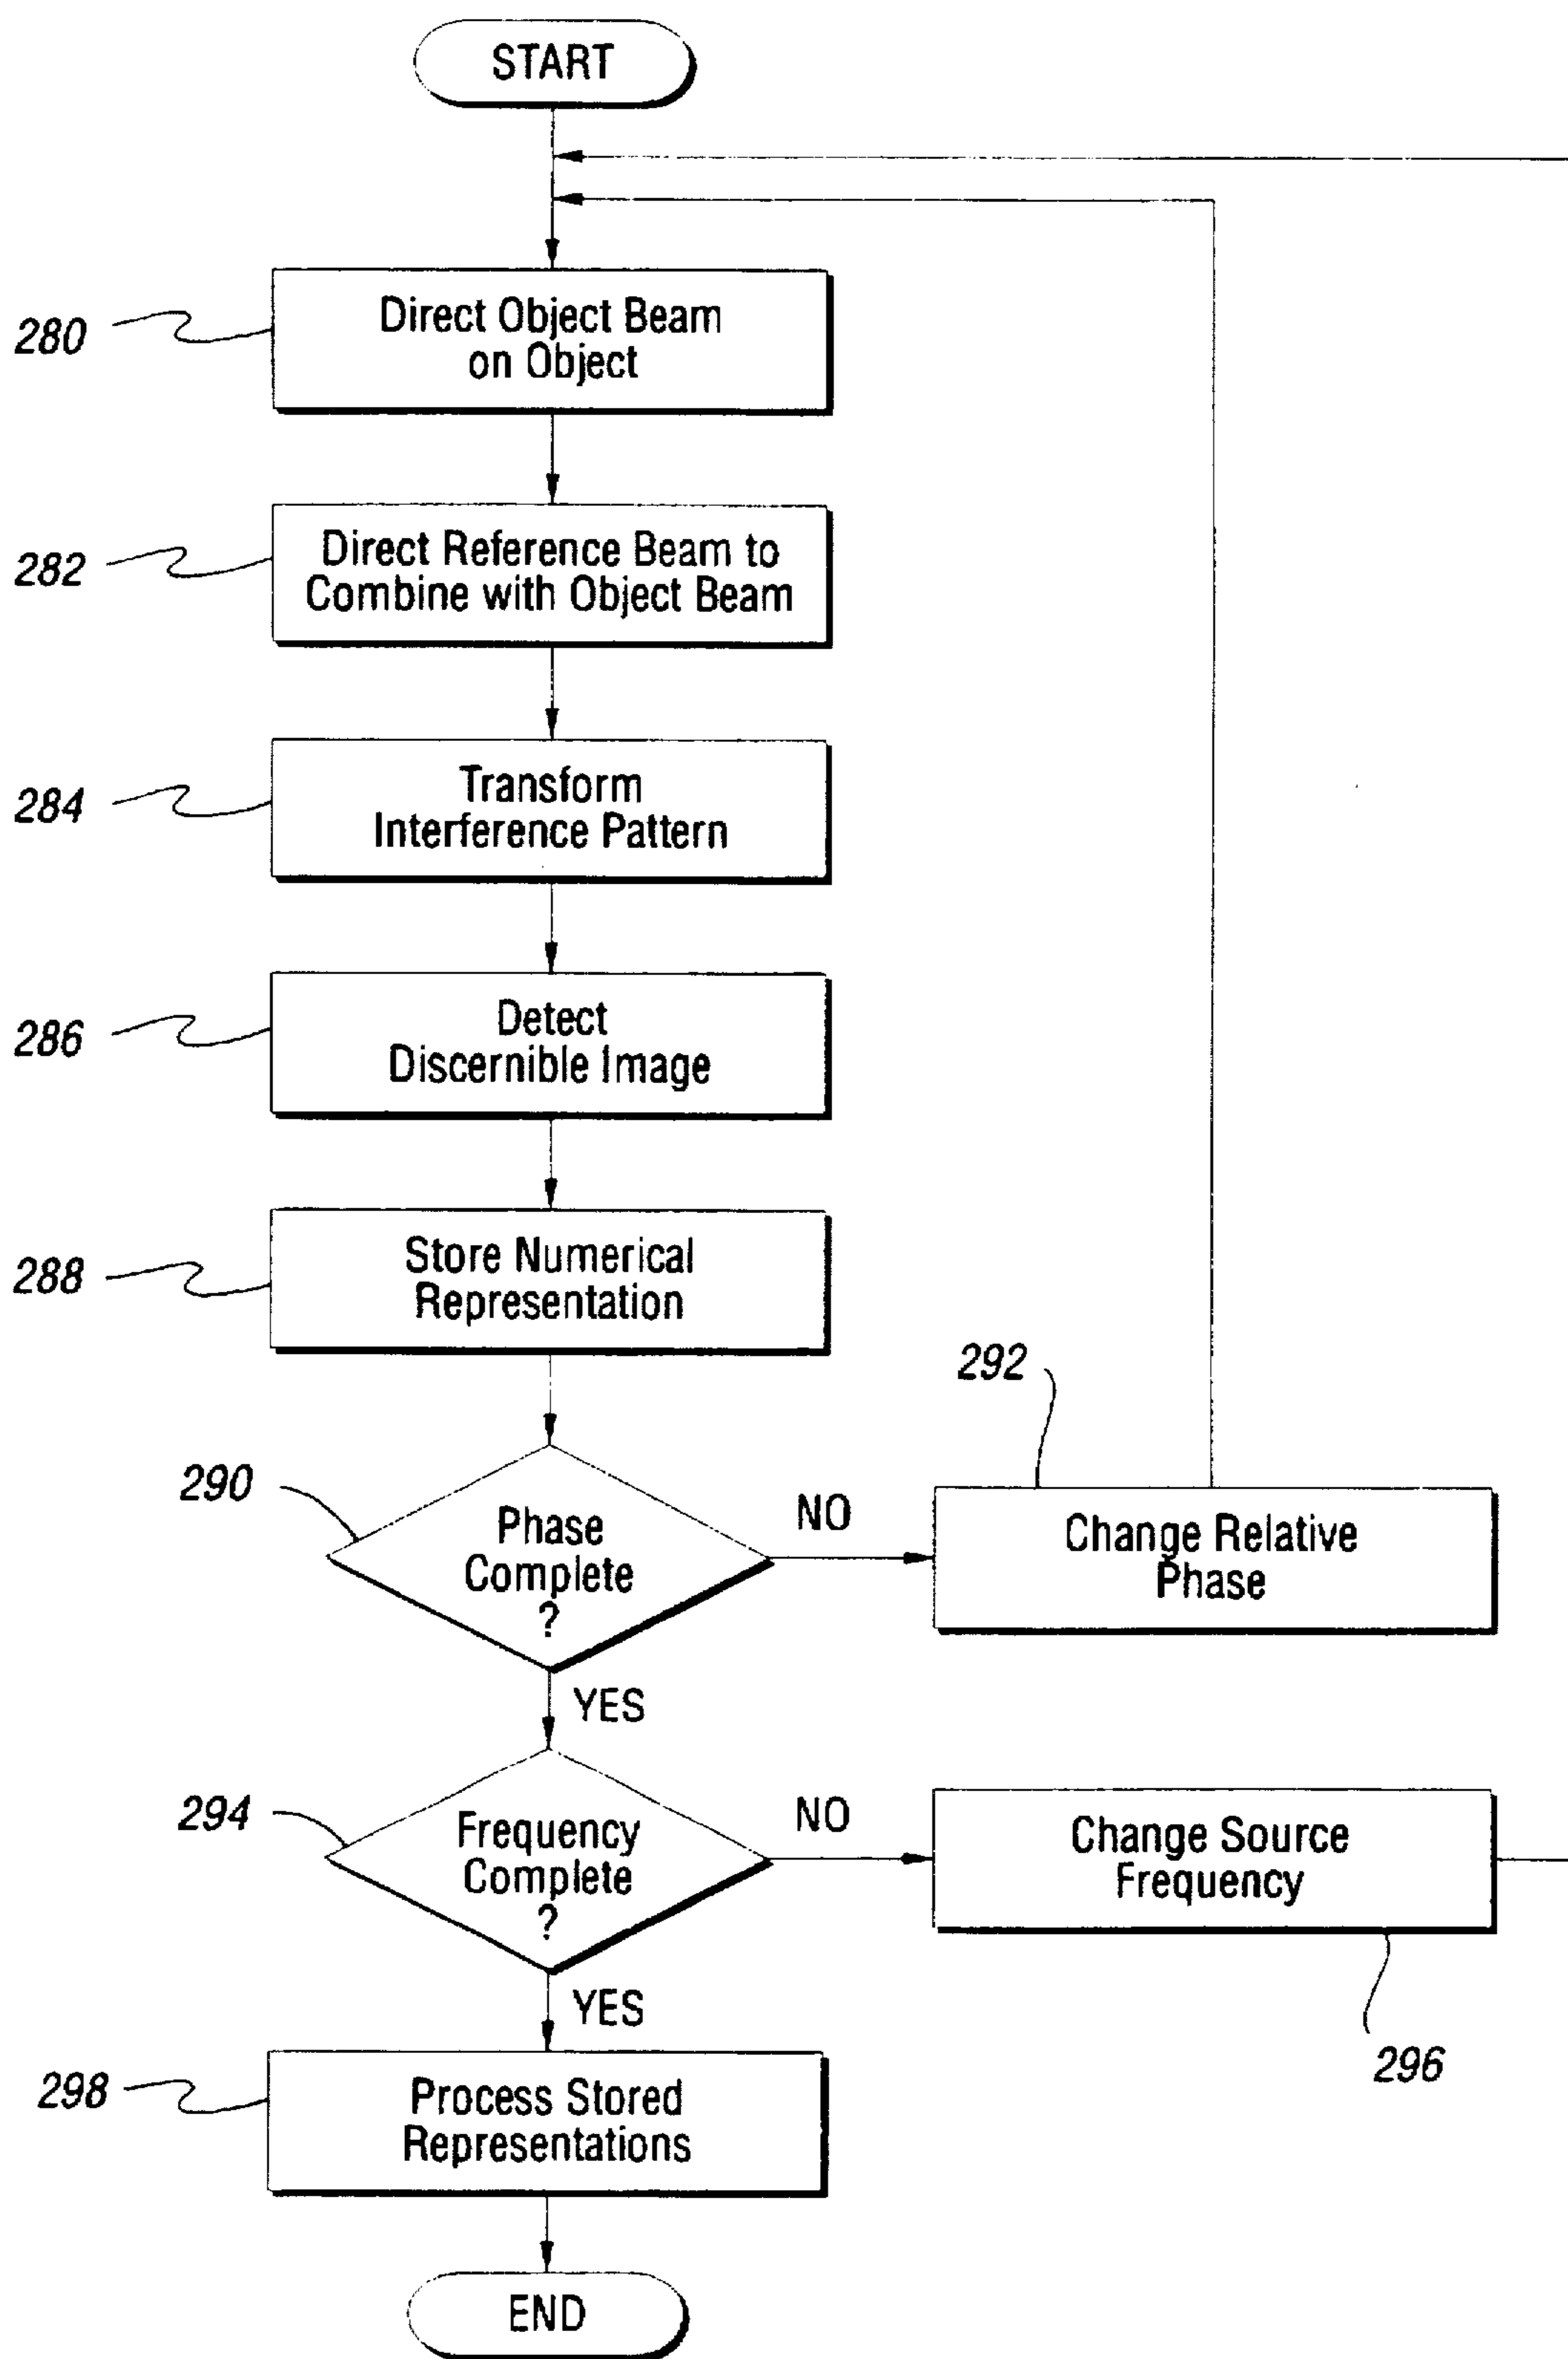 START
280
Direct Object Beam
on Object
282
Direct Reference Beam to
Combine with Object Beam
284
Transform
Interference Pattern
286
Detect
Discernible Image
288
Store Numerical
Representation
290
Phase
Complete
?
NO
292
Change Relative
Phase
YES
294
Frequency
Complete
?
NO
Change Source
Frequency
296
YES
298
Process Stored
Representations
END